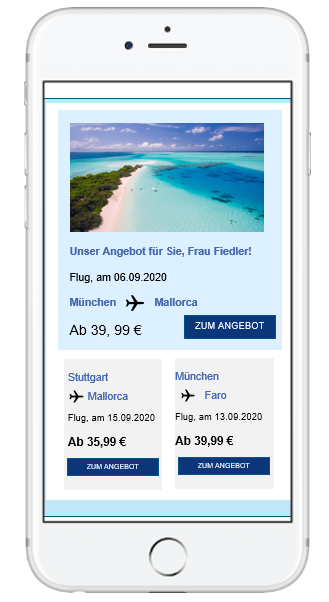 Unser Angebot für Sie, Frau Fiedler!
Flug, am 06.09.2020
München Mallorca
Ab 39, 99 €
ZUM ANGEBOT
Stuttgart
Mallorca
Flug, am 15.09.2020
Ab 35,99 €
ZUM ANGEBOT
München
Faro
Flug, am 13.09.2020
Ab 39,99 €
ZUM ANGEBOT